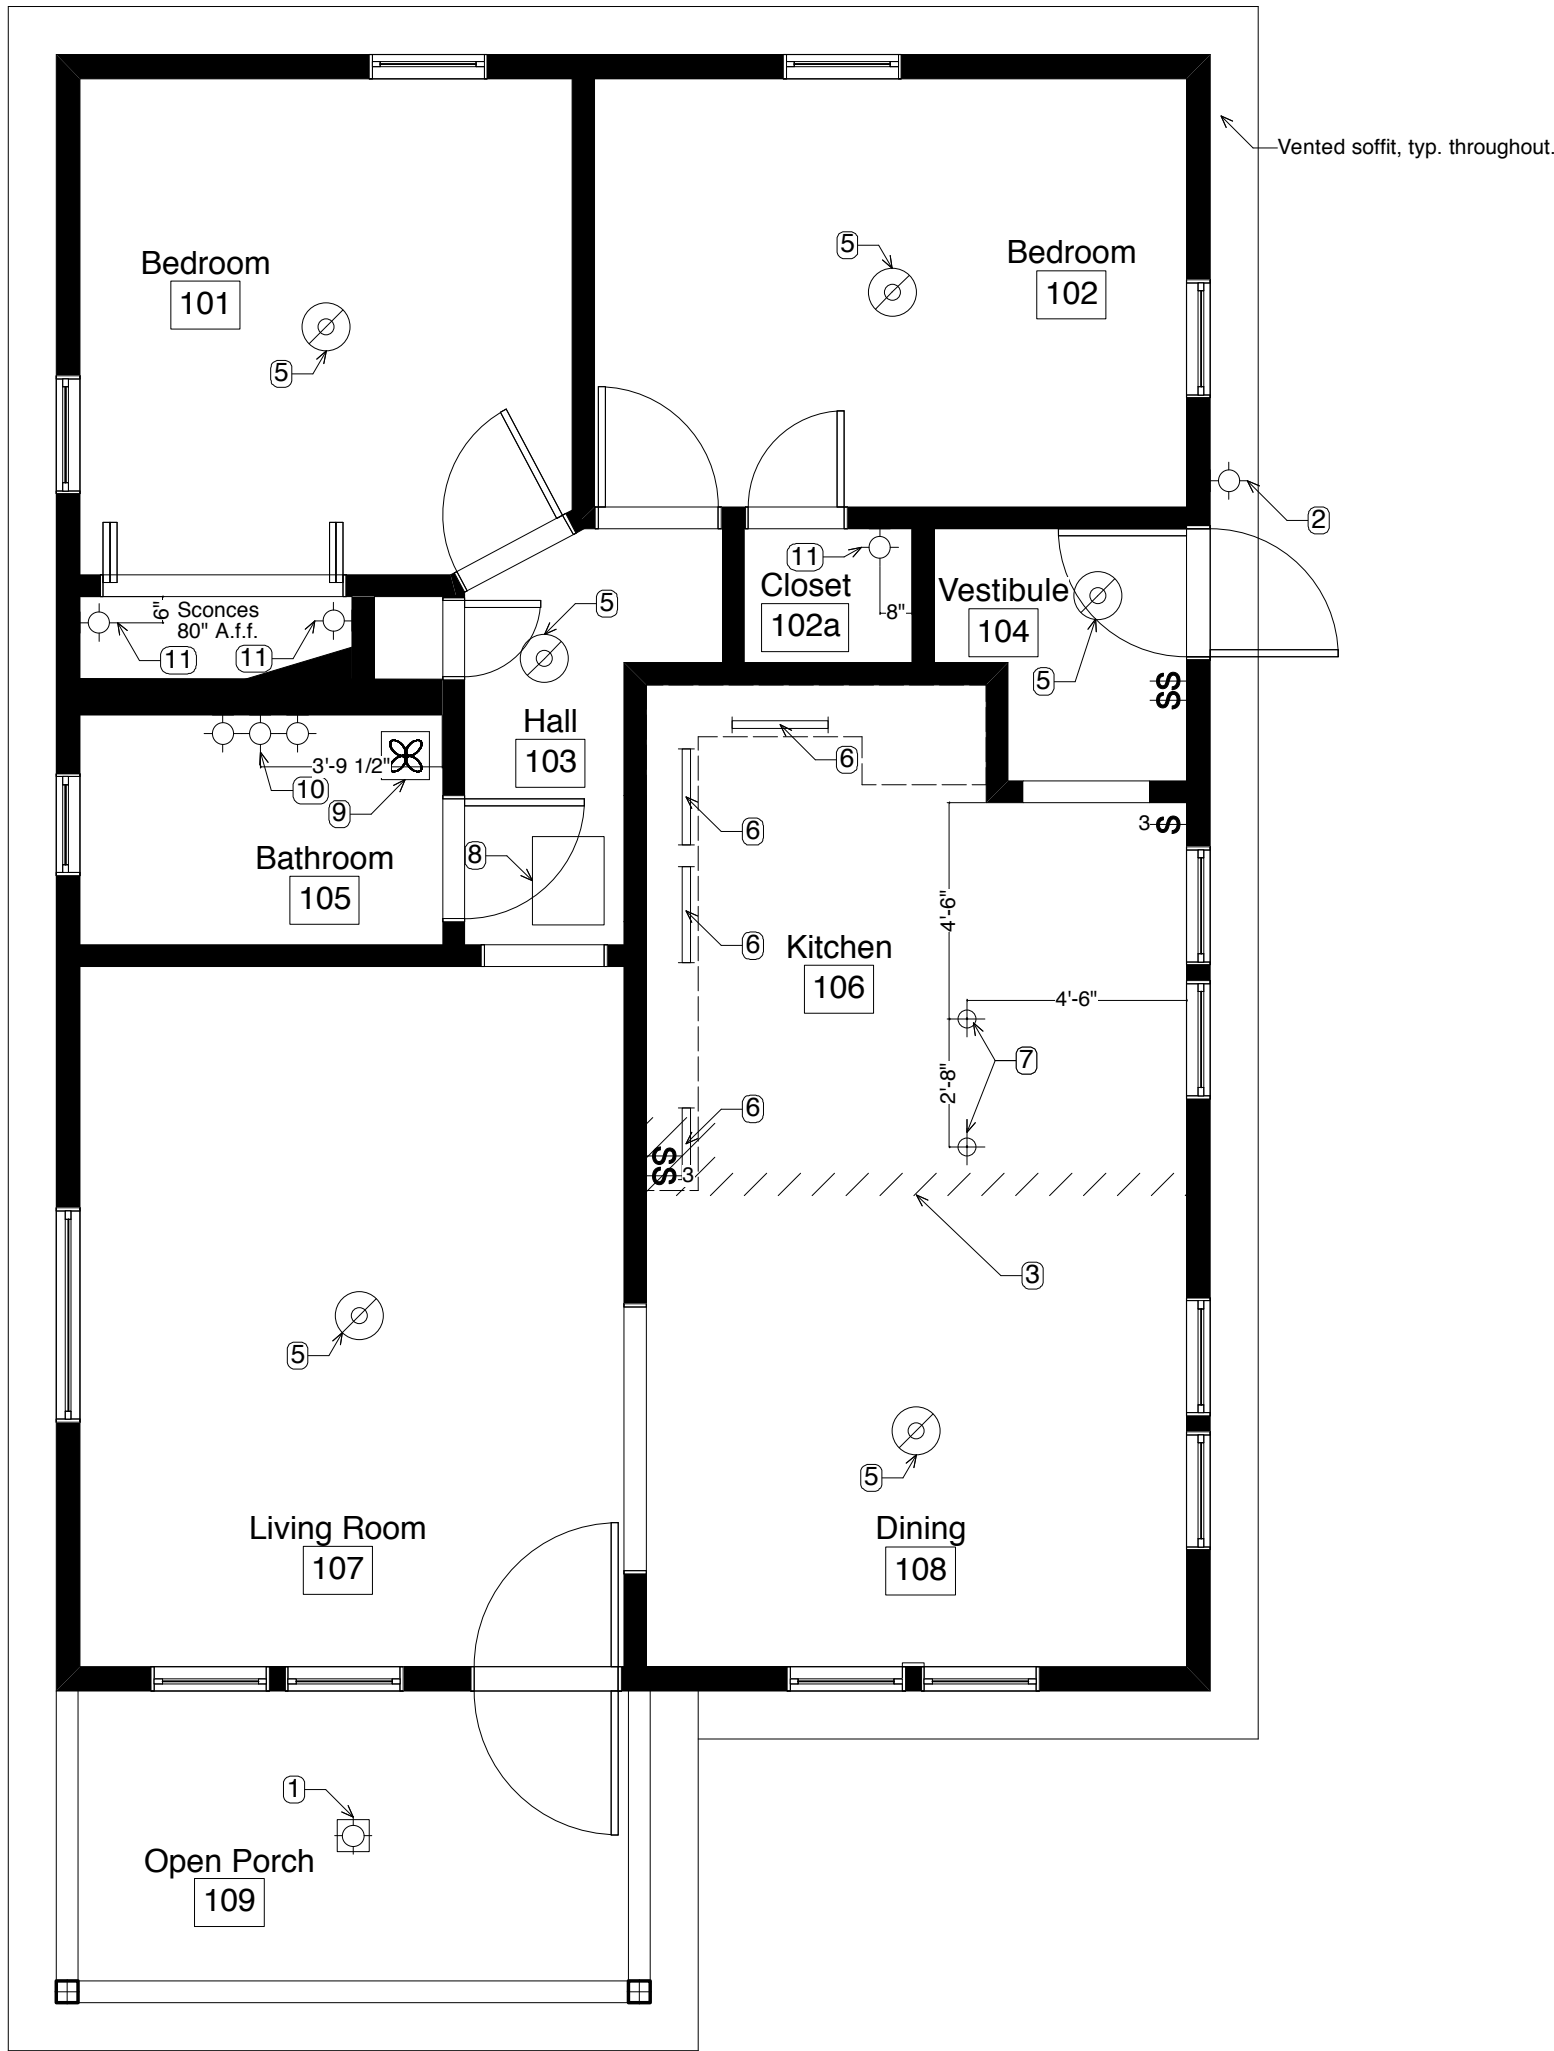 Vented soffit, typ. throughout.
Bedroom
101
5
5
Bedroom
102
2
11
Closet
102a
8"
Vestibule
104
5
SS
6"
Sconces
80" A.f.f.
11
11
5
Hall
103
3'-9 1/2"
10
9
8
Bathroom
105
6
6
6
6
Kitchen
106
3 S
4'-6"
4'-6"
2'-8"
7
SS
3
3
5
Living Room
107
5
Dining
108
1
Open Porch
109